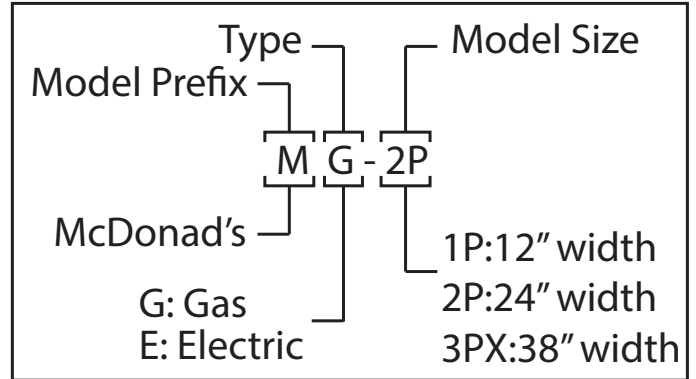 Type
Model Size
Model Prefix
M G - 2P
McDonad's
1P:12” width
G: Gas
2P:24” width
E: Electric
3PX:38” width